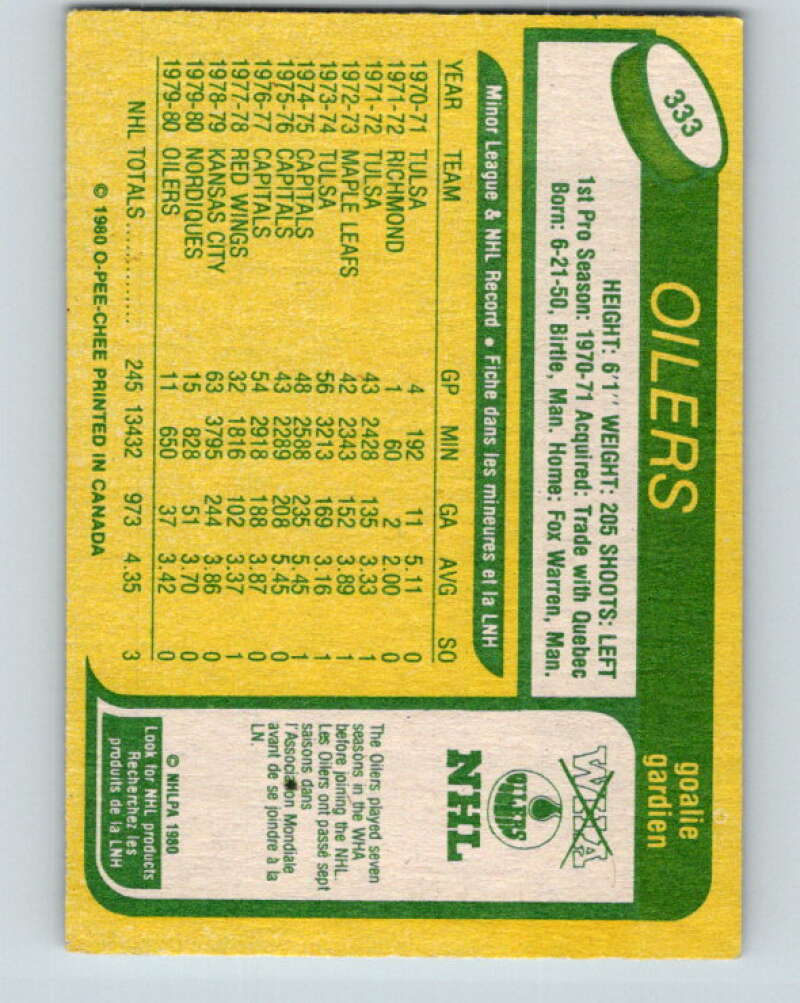 333
OILERS
goalie
gardien
HEIGHT: 6'1'' WEIGHT: 205 SHOOTS: LEFT
1st Pro Season: 1970-71 Acquired: Trade with Quebec
Born: 6-21-50, Birtle, Man. Home: Fox Warren, Man.
Minor League & NHL Record • Fiche dans les mineures et la LNH
YEAR TEAM GP MIN GA AVG SO
1970-71 TULSA 4 192 11 5.11 0
1971-72 RICHMOND 1 60 2 2.00 0
1971-72 TULSA 43 2428 135 3.33 1
1972-73 MAPLE LEAFS 42 2343 152 3.89 1
1973-74 TULSA 56 3213 169 3.16 1
1974-75 CAPITALS 48 2588 235 5.45 1
1975-76 CAPITALS 43 2289 208 5.45 0
1976-77 CAPITALS 54 2918 188 3.87 0
1977-78 RED WINGS 32 1816 102 3.37 1
1978-79 KANSAS CITY 63 3795 244 3.86 0
1979-80 NORDIQUES 15 828 51 3.70 0
1979-80 OILERS 11 650 37 3.42 0
NHL TOTALS ............ 245 13432 973 4.35 3
© 1980 O-PEE-CHEE PRINTED IN CANADA
WHA
OILERS
NHL
The Oilers played seven
seasons in the WHA
before joining the NHL.
Les Oilers ont passé sept
saisons dans
l'Association Mondiale
avant de se joindre à la
LN.
© NHLPA 1980
Look for NHL products
Recherchez les
produits de la LNH